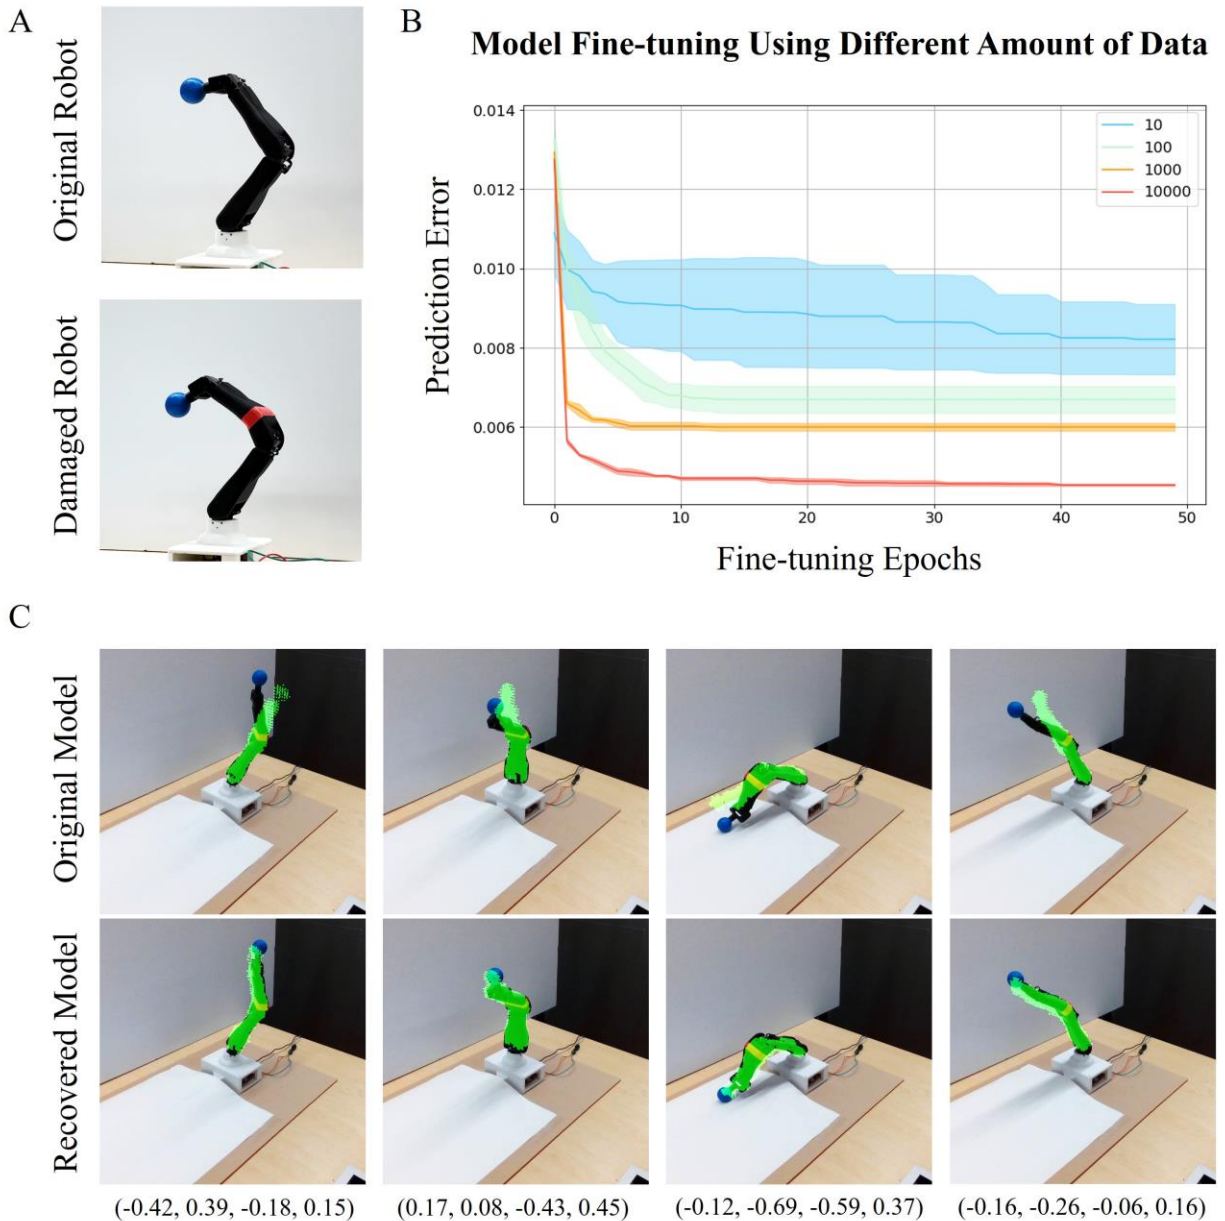 A
Original Robot
Damaged Robot
B
Model Fine-tuning Using Different Amount of Data
Prediction Error
0.014
0.012
0.010
0.008
0.006
10
100
1000
10000
0
10
20
30
40
50
Fine-tuning Epochs
C
Original Model
Recovered Model
(-0.42, 0.39, -0.18, 0.15)
(0.17, 0.08, -0.43, 0.45)
(-0.12, -0.69, -0.59, 0.37)
(-0.16, -0.26, -0.06, 0.16)